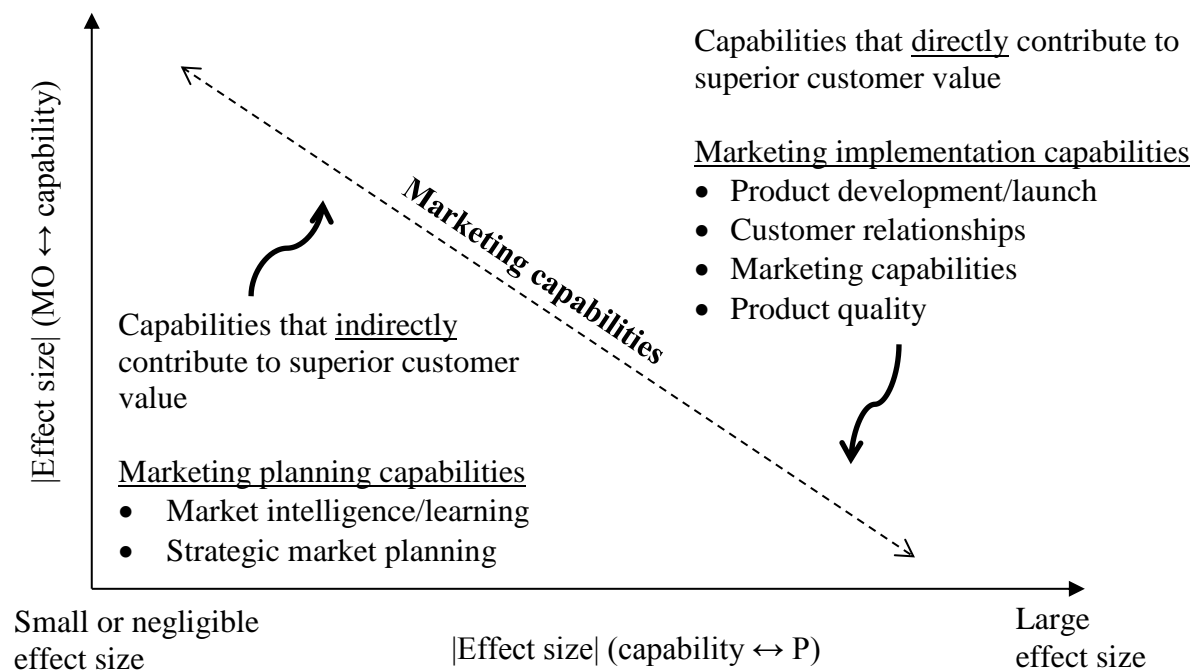 |Effect size| (MO ↔ capability)
Capabilities that directly contribute to
superior customer value
Marketing implementation capabilities
• Product development/launch
• Customer relationships
• Marketing capabilities
• Product quality
Marketing capabilities
Capabilities that indirectly
contribute to superior customer
value
Marketing planning capabilities
• Market intelligence/learning
• Strategic market planning
Small or negligible
effect size
|Effect size| (capability ↔ P)
Large
effect size